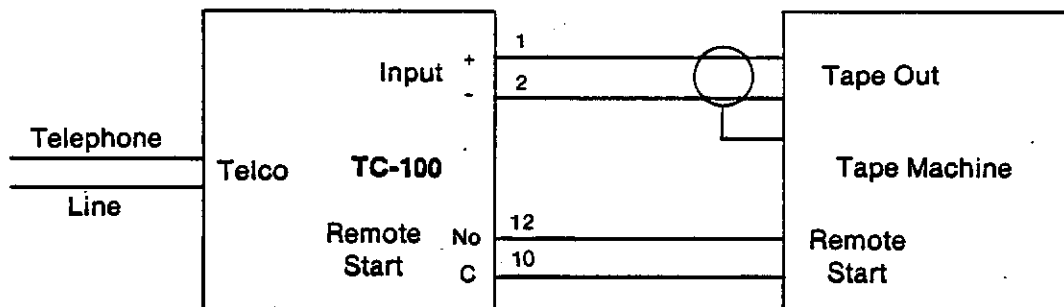 1
Input +
2
-
Tape Out
Telephone
Telco
TC-100
Tape Machine
Line
12
Remote
Start
No
10
C
Remote
Start